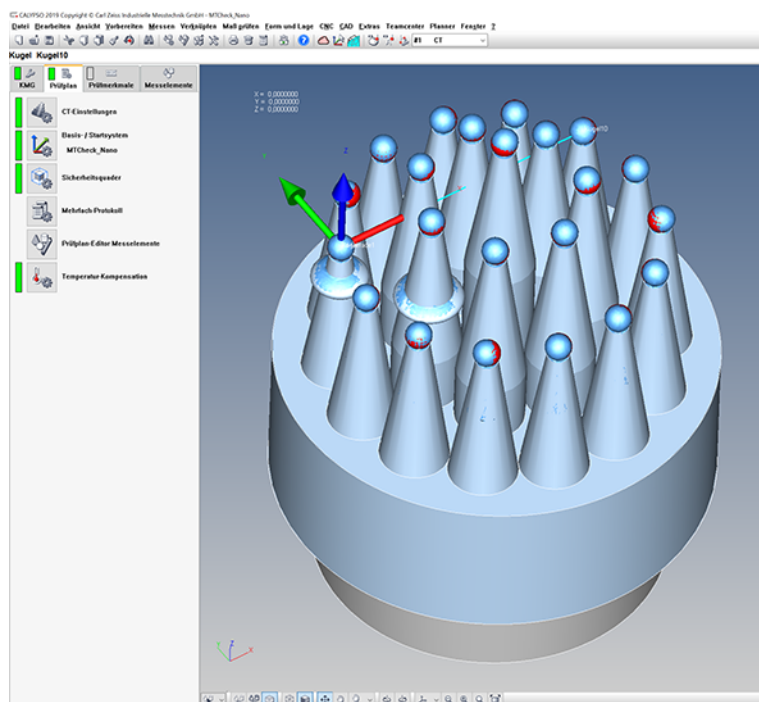 CALYPSO 2019 Copyright © Carl Zeiss Industrielle Messtechnik GmbH - MTCheck_Nano
Datei Bearbeiten Ansicht Vorbereiten Messen Verknüpfen Maß prüfen Form und Lage CNC CAD Extras Teamcenter Planner Fenster ?
#1 CT
Kugel Kugel10
KMG Prüfplan Prüfmerkmale Messelemente
CT-Einstellungen
Basis- / Startsystem
MTCheck_Nano
Sicherheitsquader
Mehrfach-Protokoll
Prüfplan-Editor Messelemente
Temperatur-Kompensation
X = 0,0000000
Y = 0,0000000
Z = 0,0000000
Y
Z
X
Y
Z
X